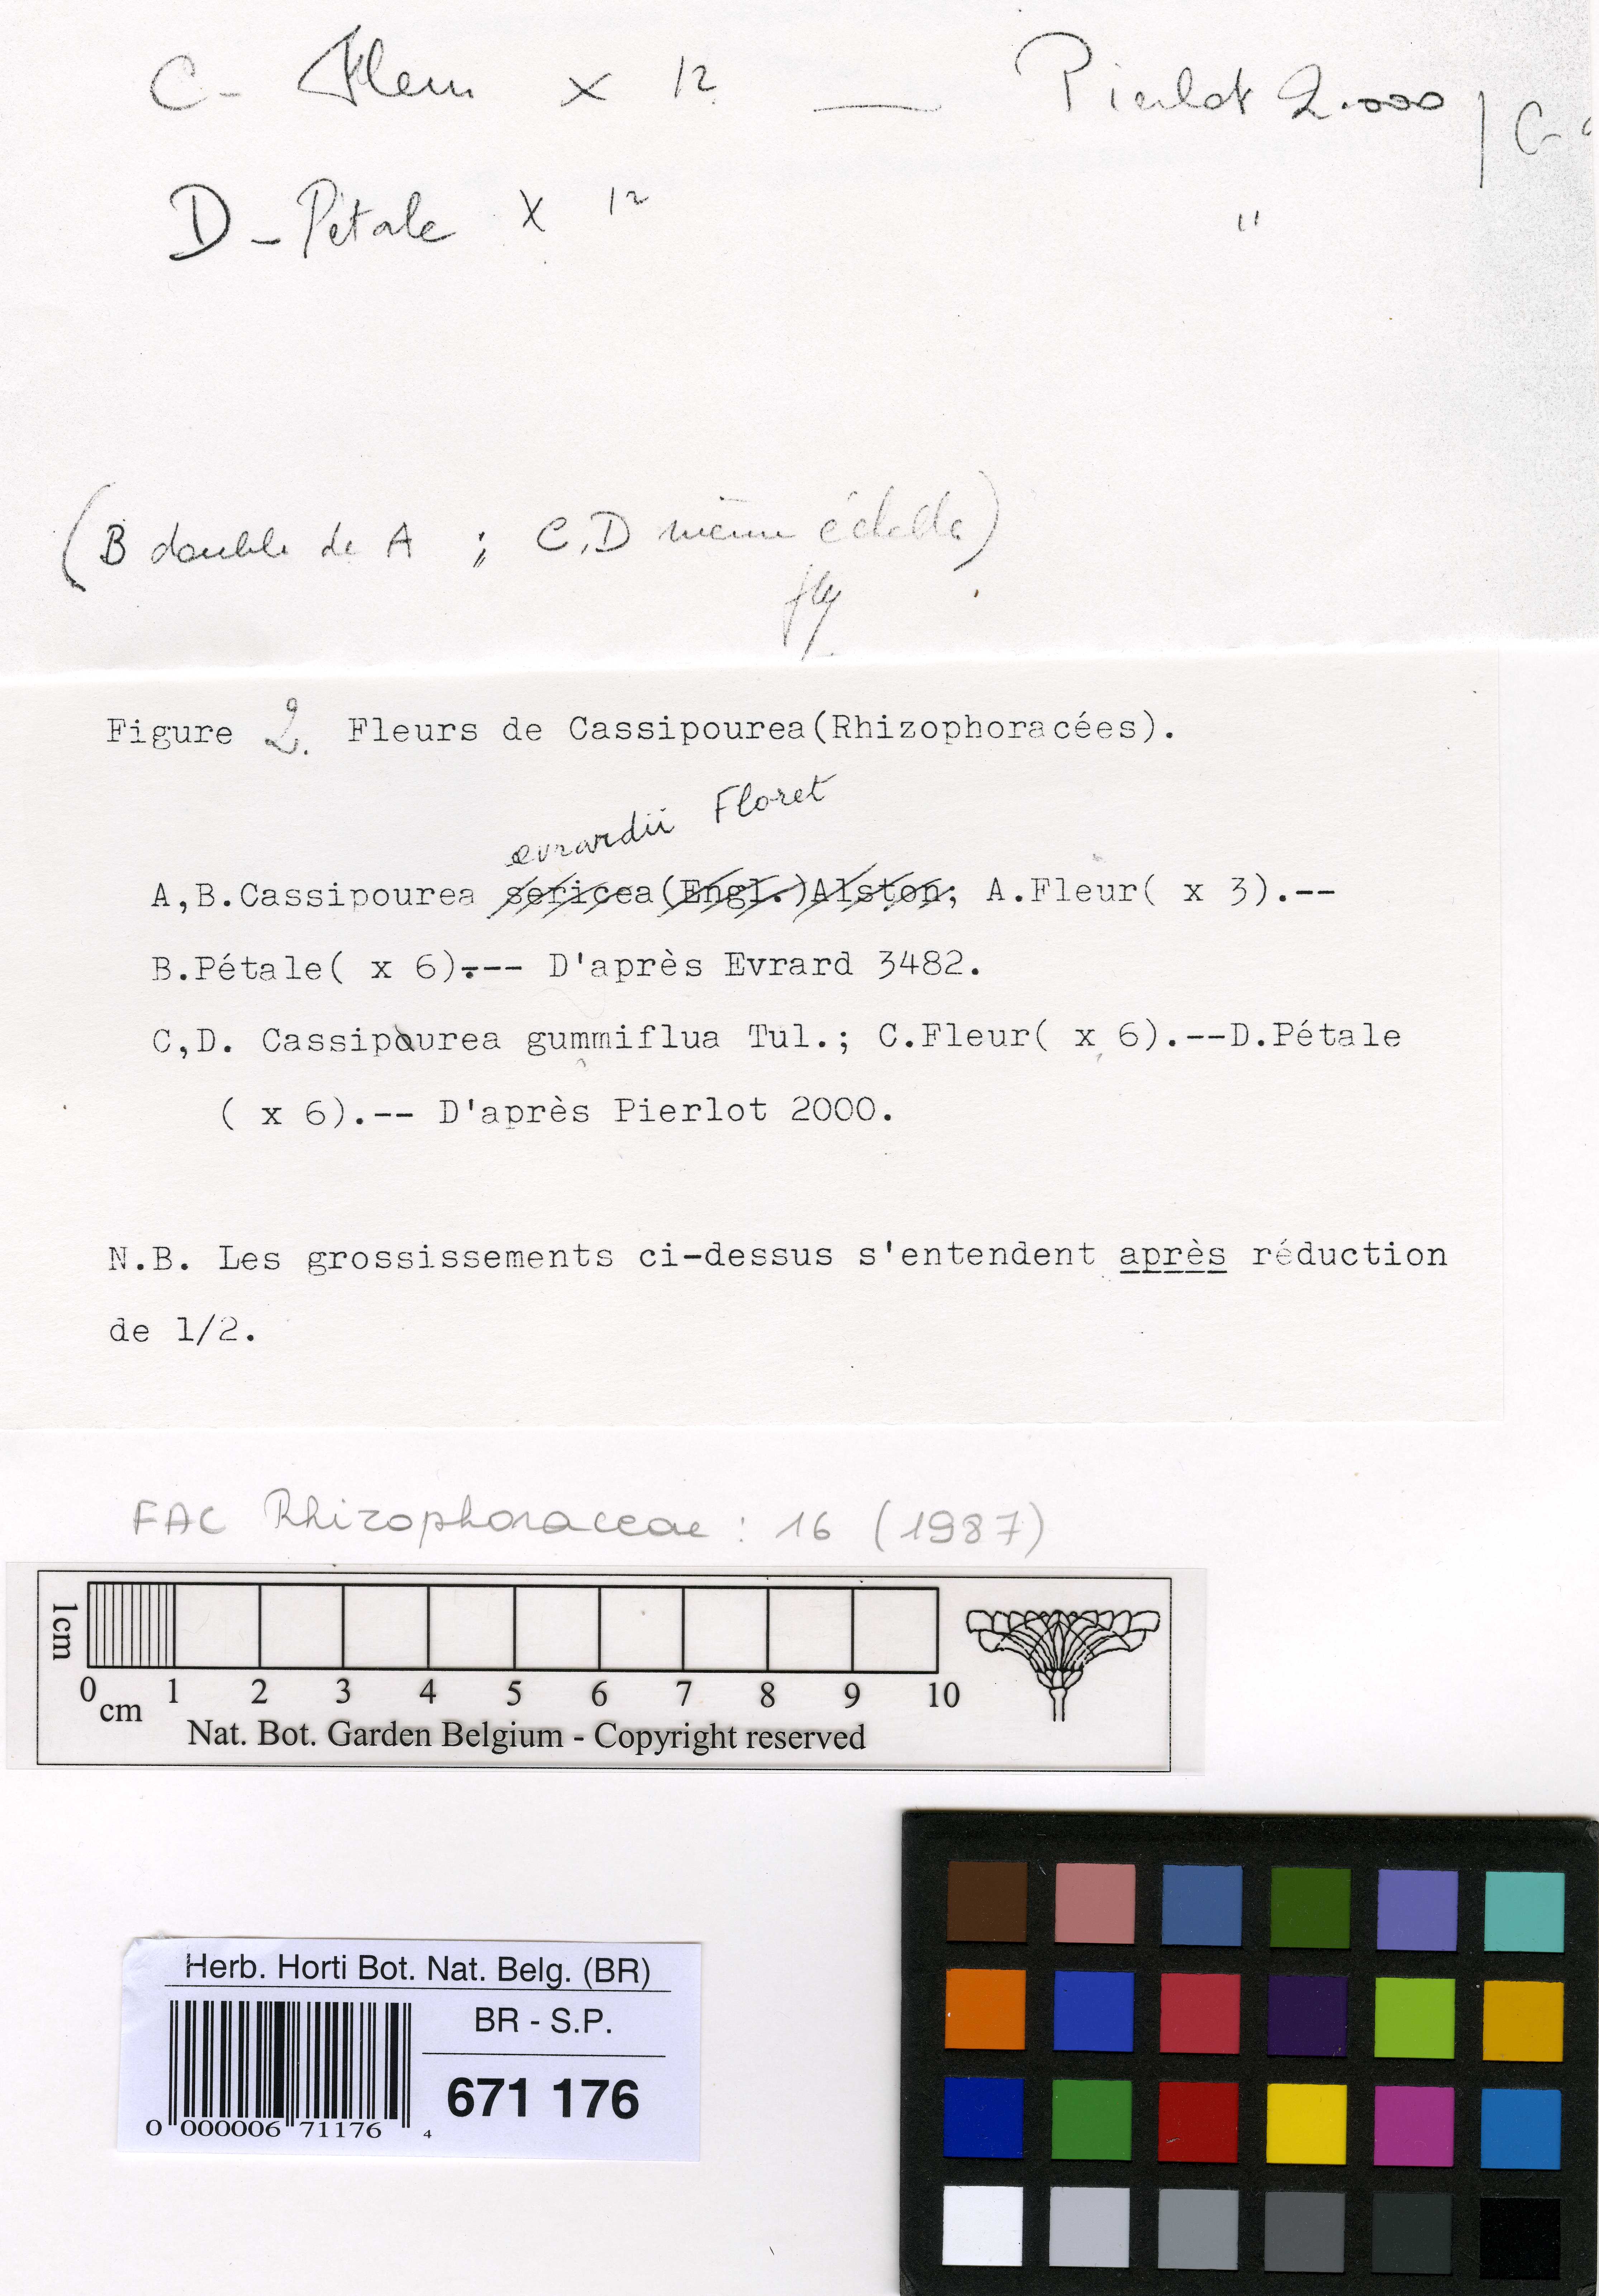 C- Fleur x 12 — Pierlot 2.000 / C-
D - Pétale x 12 "
(B double de A ; C,D même échelle)
Figure 2. Fleurs de Cassipourea(Rhizophoracées).
evrardii Floret
A,B.Cassipourea sericea(Engl.)Alston; A.Fleur( x 3).--
B.Pétale( x 6).-- D'après Evrard 3482.
C,D. Cassipourea gummiflua Tul.; C.Fleur( x 6).--D.Pétale
( x 6).-- D'après Pierlot 2000.
N.B. Les grossissements ci-dessus s'entendent après réduction
de 1/2.
FAC Rhizophoraceae : 16 (1987)
1cm
0 1 2 3 4 5 6 7 8 9 10
cm
Nat. Bot. Garden Belgium - Copyright reserved
Herb. Horti Bot. Nat. Belg. (BR)
BR - S.P.
671 176
0 000006 71176 4